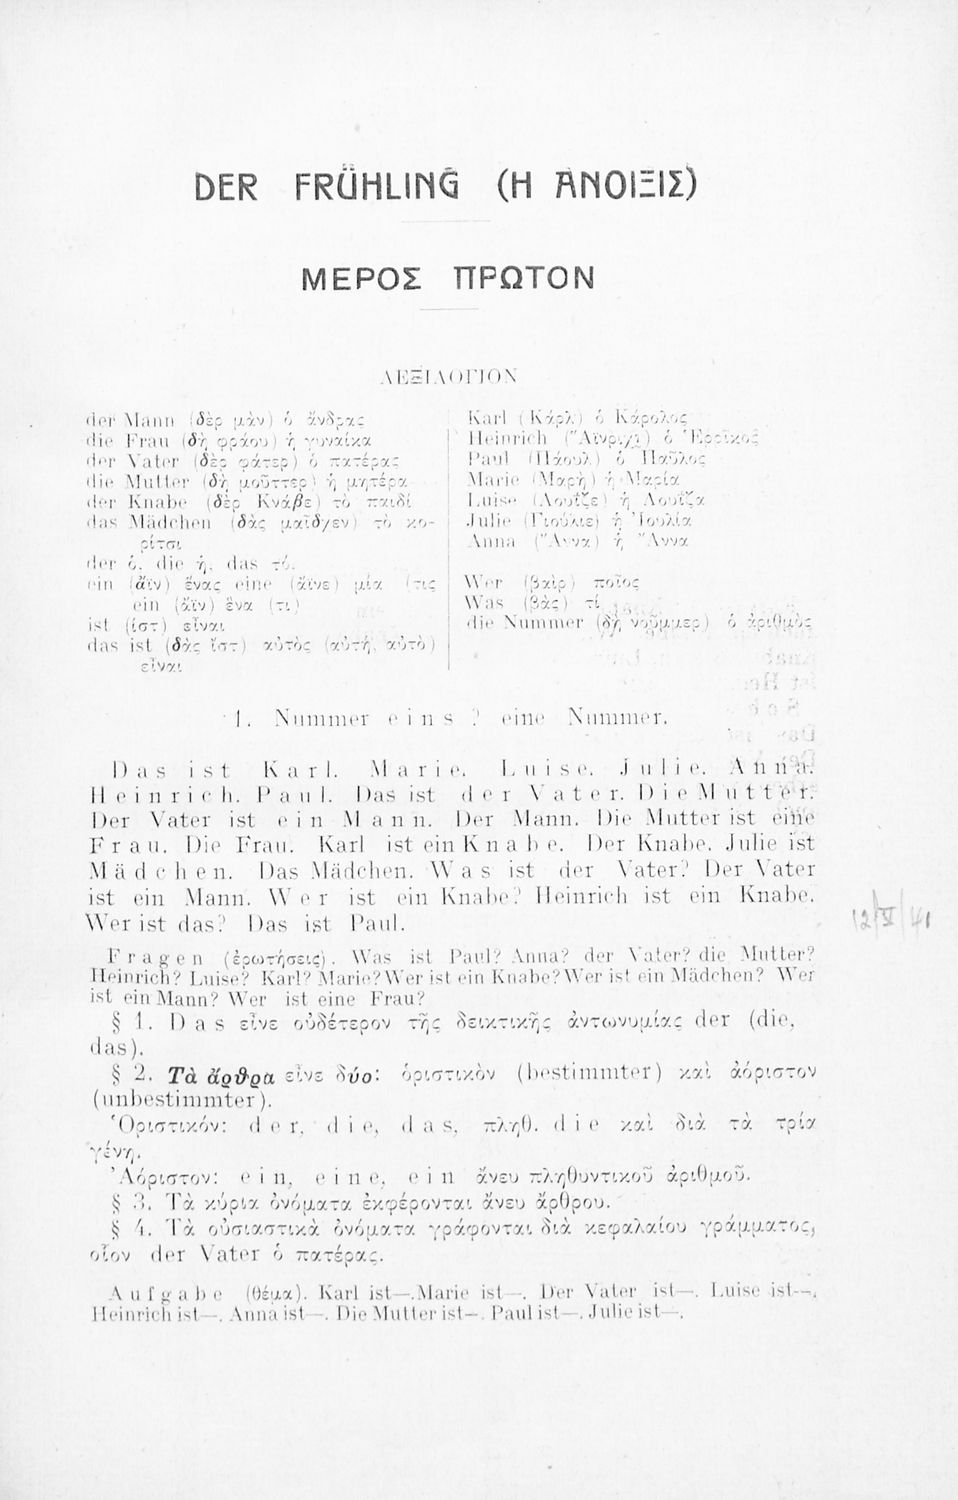 DER FRÜHLING (Η ΑΝΟΙΞΙΣ)
ΜΕΡΟΣ ΠΡΩΤΟΝ
ΛΕΞΙΛΟΓΙΟΝ
der Mann (δὲρ μὰν) ὁ ἄνδρας
die Frau (δὴ φράου) ἡ γυναίκα
der Vater (δὲρ φάτερ) ὁ πατέρας
die Mutter (δὴ μοῦττερ) ἡ μητέρα
der Knabe (δὲρ Κνάβε) τὸ παιδί
das Mädchen (δὰς μαῖδχεν) τὸ κο-
ρίτσι
der ὁ, die ἡ, das τό.
ein (ἄϊν) ἕνας eine (ἄϊνε) μία (τις
ein (ἄϊν) ἕνα (τι)
ist (ἰστ) εἶναι
das ist (δὰς ἴστ) αὐτὸς (αὐτή, αὐτὸ)
εἶναι
Karl (Κάρλ) ὁ Κάρολος
Heinrich (Ἄϊνριχ) ὁ Ἐρρῖκος
Paul (Πάουλ) ὁ Παῦλος
Marie (Μαρὴ) ἡ Μαρία
Luise (Λουΐζε) ἡ Λουΐζα
Julie (Γιούλιε) ἡ Ἰουλία
Anna (Ἄννα) ἡ Ἄννα
Wer (βαὶρ) ποῖος
Was (βὰς) τί
die Nummer (δὴ νοῦμμερ) ὁ ἀριθμὸς
1. Nummer eins? eine Nummer.
Das ist Karl. Marie. Luise. Julie. Anna.
Heinrich. Paul. Das ist der Vater. Die Mutter.
Der Vater ist ein Mann. Der Mann. Die Mutter ist eine
Frau. Die Frau. Karl ist ein Knabe. Der Knabe. Julie ist
Mädchen. Das Mädchen. Was ist der Vater? Der Vater
ist ein Mann. Wer ist ein Knabe? Heinrich ist ein Knabe.
Wer ist das? Das ist Paul.
Fragen (ἐρωτήσεις). Was ist Paul? Anna? der Vater? die Mutter?
Heinrich? Luise? Karl? Marie? Wer ist ein Knabe? Wer ist ein Mädchen? Wer
ist ein Mann? Wer ist eine Frau?
§ 1. Das εἶνε οὐδέτερον τῆς δεικτικῆς ἀντωνυμίας der (die,
das).
§ 2. Τὰ ἄρθρα εἶνε δύο: ὁριστικὸν (bestimmter) καὶ ἀόριστον
(unbestimmter).
Ὁριστικόν: der, die, das, πληθ. die καὶ διὰ τὰ τρία
γένη.
Ἀόριστον: ein, eine, ein ἄνευ πληθυντικοῦ ἀριθμοῦ.
§ 3. Τὰ κύρια ὀνόματα ἐκφέρονται ἄνευ ἄρθρου.
§ 4. Τὰ οὐσιαστικὰ ὀνόματα γράφονται διὰ κεφαλαίου γράμματος,
οἷον der Vater ὁ πατέρας.
Aufgabe (θέμα). Karl ist—. Marie ist—. Der Vater ist—. Luise ist—.
Heinrich ist—. Anna ist—. Die Mutter ist—. Paul ist—. Julie ist—.